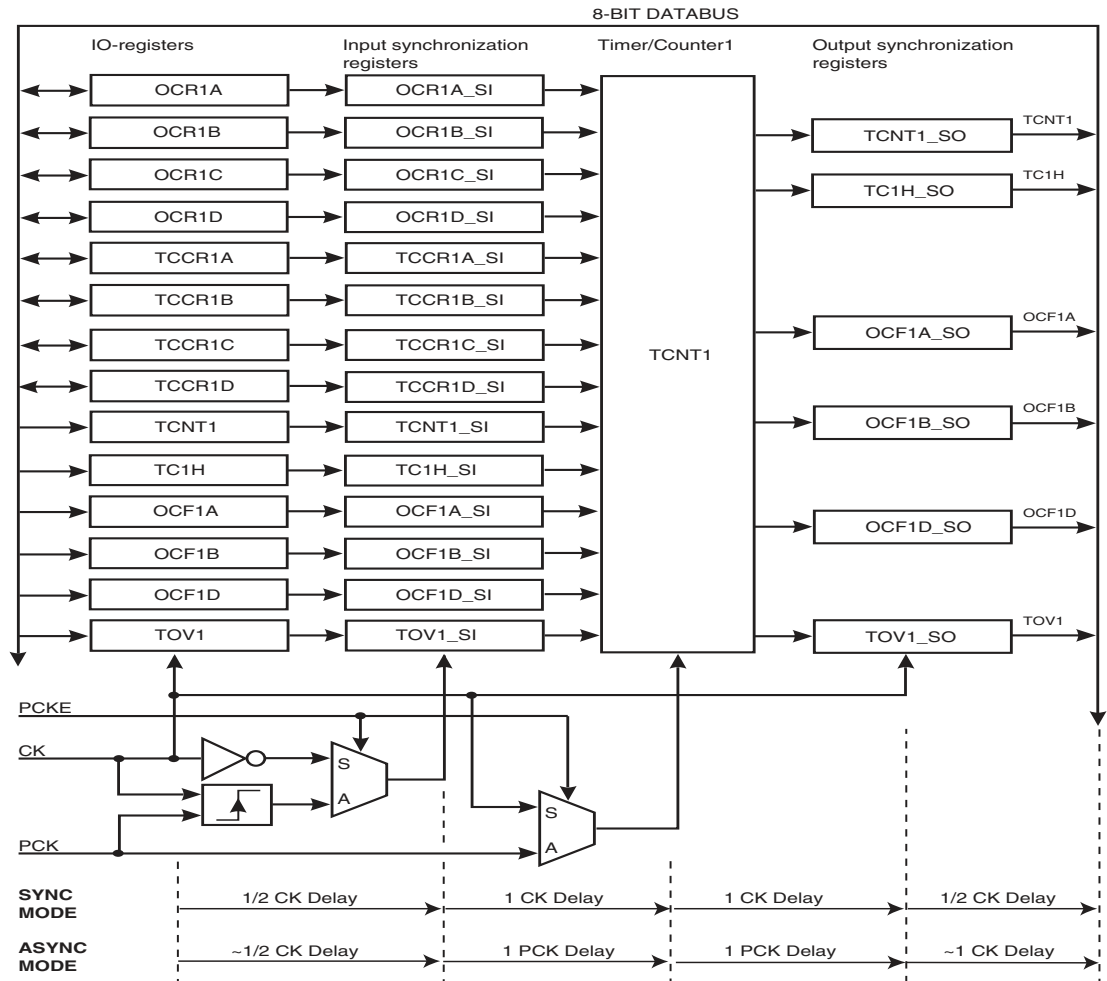 8-BIT DATABUS
IO-registers
Input synchronization
registers
Timer/Counter1
Output synchronization
registers
OCR1A
OCR1A_SI
OCR1B
OCR1B_SI
TCNT1_SO
TCNT1
OCR1C
OCR1C_SI
TC1H_SO
TC1H
OCR1D
OCR1D_SI
TCCR1A
TCCR1A_SI
TCCR1B
TCCR1B_SI
TCCR1C
TCCR1C_SI
TCNT1
OCF1A_SO
OCF1A
TCCR1D
TCCR1D_SI
TCNT1
TCNT1_SI
OCF1B_SO
OCF1B
TC1H
TC1H_SI
OCF1A
OCF1A_SI
OCF1D_SO
OCF1D
OCF1B
OCF1B_SI
OCF1D
OCF1D_SI
TOV1
TOV1_SI
TOV1_SO
TOV1
PCKE
CK
S
A
S
A
PCK
SYNC
MODE
1/2 CK Delay
1 CK Delay
1 CK Delay
1/2 CK Delay
ASYNC
MODE
~1/2 CK Delay
1 PCK Delay
1 PCK Delay
~1 CK Delay